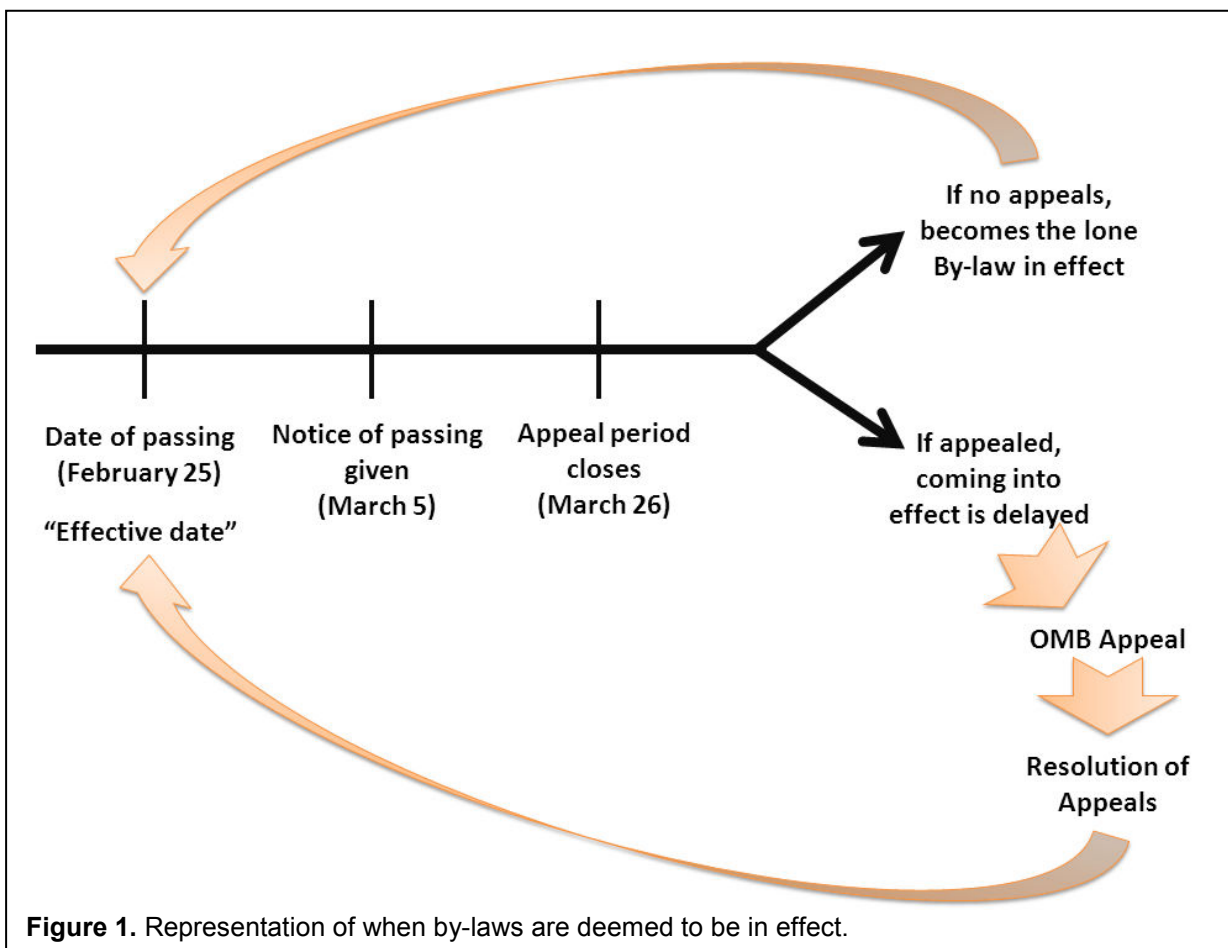 If no appeals,
becomes the lone
By-law in effect
Date of passing
(February 25)
“Effective date”
Notice of passing
given
(March 5)
Appeal period
closes
(March 26)
If appealed,
coming into
effect is delayed
OMB Appeal
Resolution of
Appeals
Figure 1. Representation of when by-laws are deemed to be in effect.